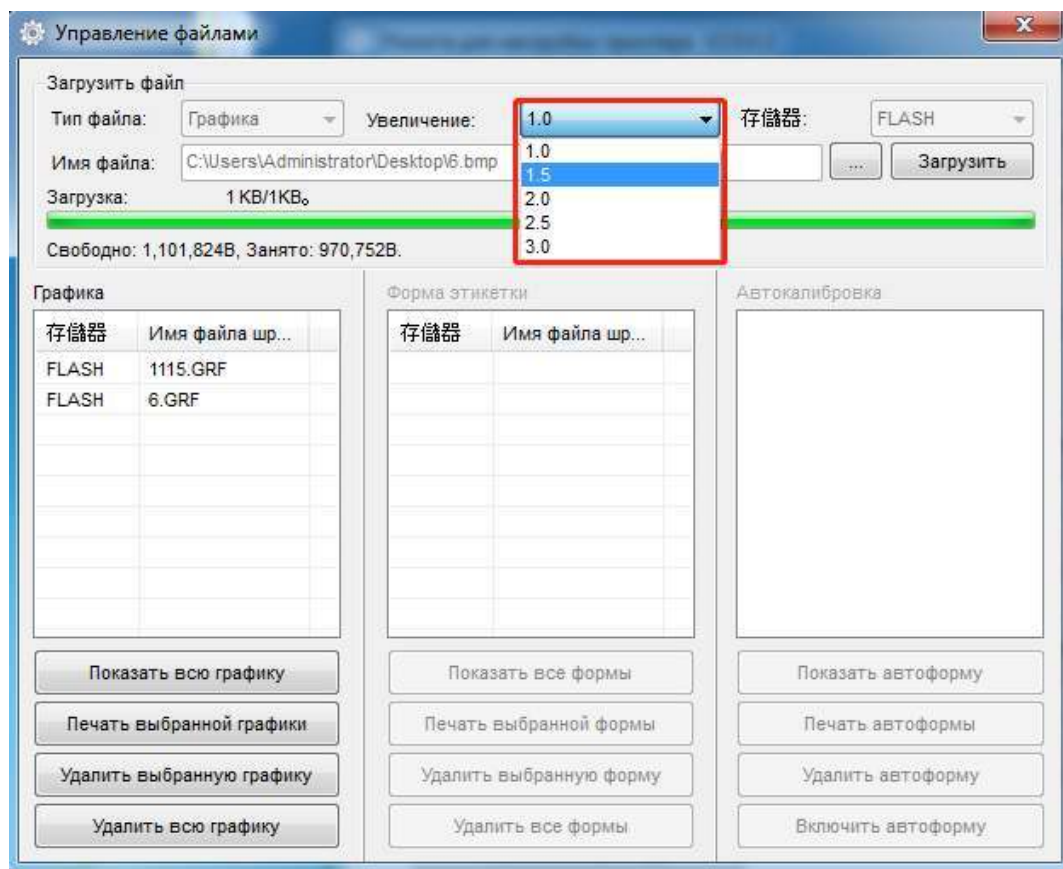 Управление файлами
Загрузить файл
Тип файла: Графика Увеличение: 1.0 存儲器: FLASH
1.0
Имя файла: C:\Users\Administrator\Desktop\6.bmp ... Загрузить
1.5
Загрузка: 1 KB/1KB。
2.0
2.5
Свободно: 1,101,824B, Занято: 970,752B.
3.0
Графика Форма этикетки Автокалибровка
存儲器 Имя файла шр... 存儲器 Имя файла шр...
FLASH 1115.GRF
FLASH 6.GRF
Показать всю графику Показать все формы Показать автоформу
Печать выбранной графики Печать выбранной формы Печать автоформы
Удалить выбранную графику Удалить выбранную форму Удалить автоформу
Удалить всю графику Удалить все формы Включить автоформу